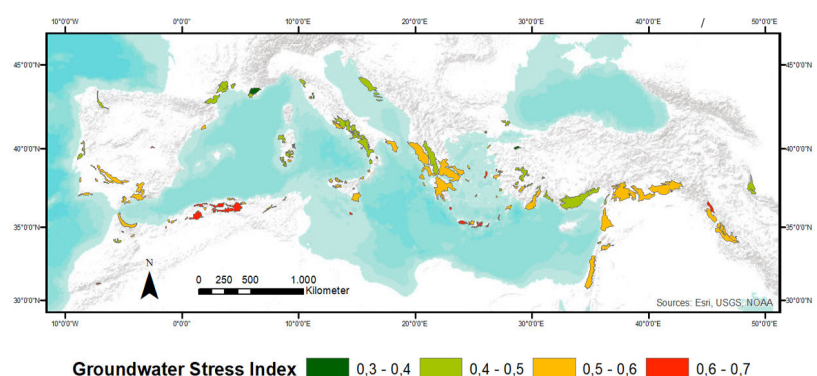 /
10°0'0"W 0°0'0" 10°0'0"E 20°0'0"E 30°0'0"E 40°0'0"E 50°0'0"E
45°0'0"N 45°0'0"N
40°0'0"N 40°0'0"N
35°0'0"N 35°0'0"N
N
0 250 500 1.000
Kilometer
30°0'0"N 30°0'0"N
Sources: Esri, USGS, NOAA
10°0'0"W 0°0'0" 10°0'0"E 20°0'0"E 30°0'0"E 40°0'0"E 50°0'0"E
Groundwater Stress Index 0,3 - 0,4 0,4 - 0,5 0,5 - 0,6 0,6 - 0,7